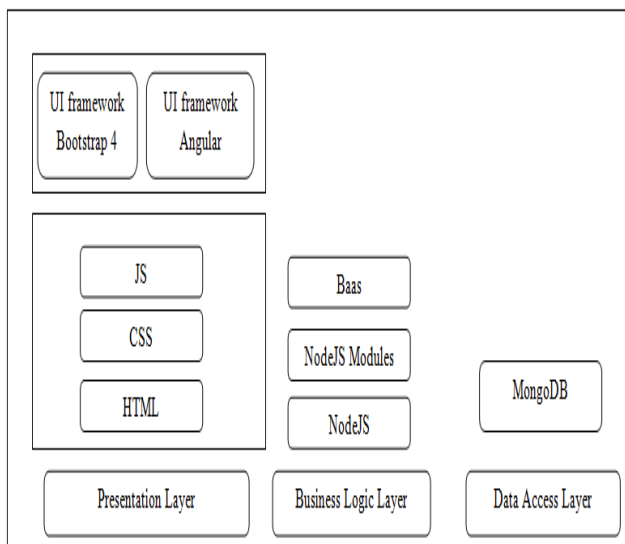 UI framework
Bootstrap 4
UI framework
Angular
JS
CSS
HTML
Baas
NodeJS Modules
NodeJS
MongoDB
Presentation Layer
Business Logic Layer
Data Access Layer